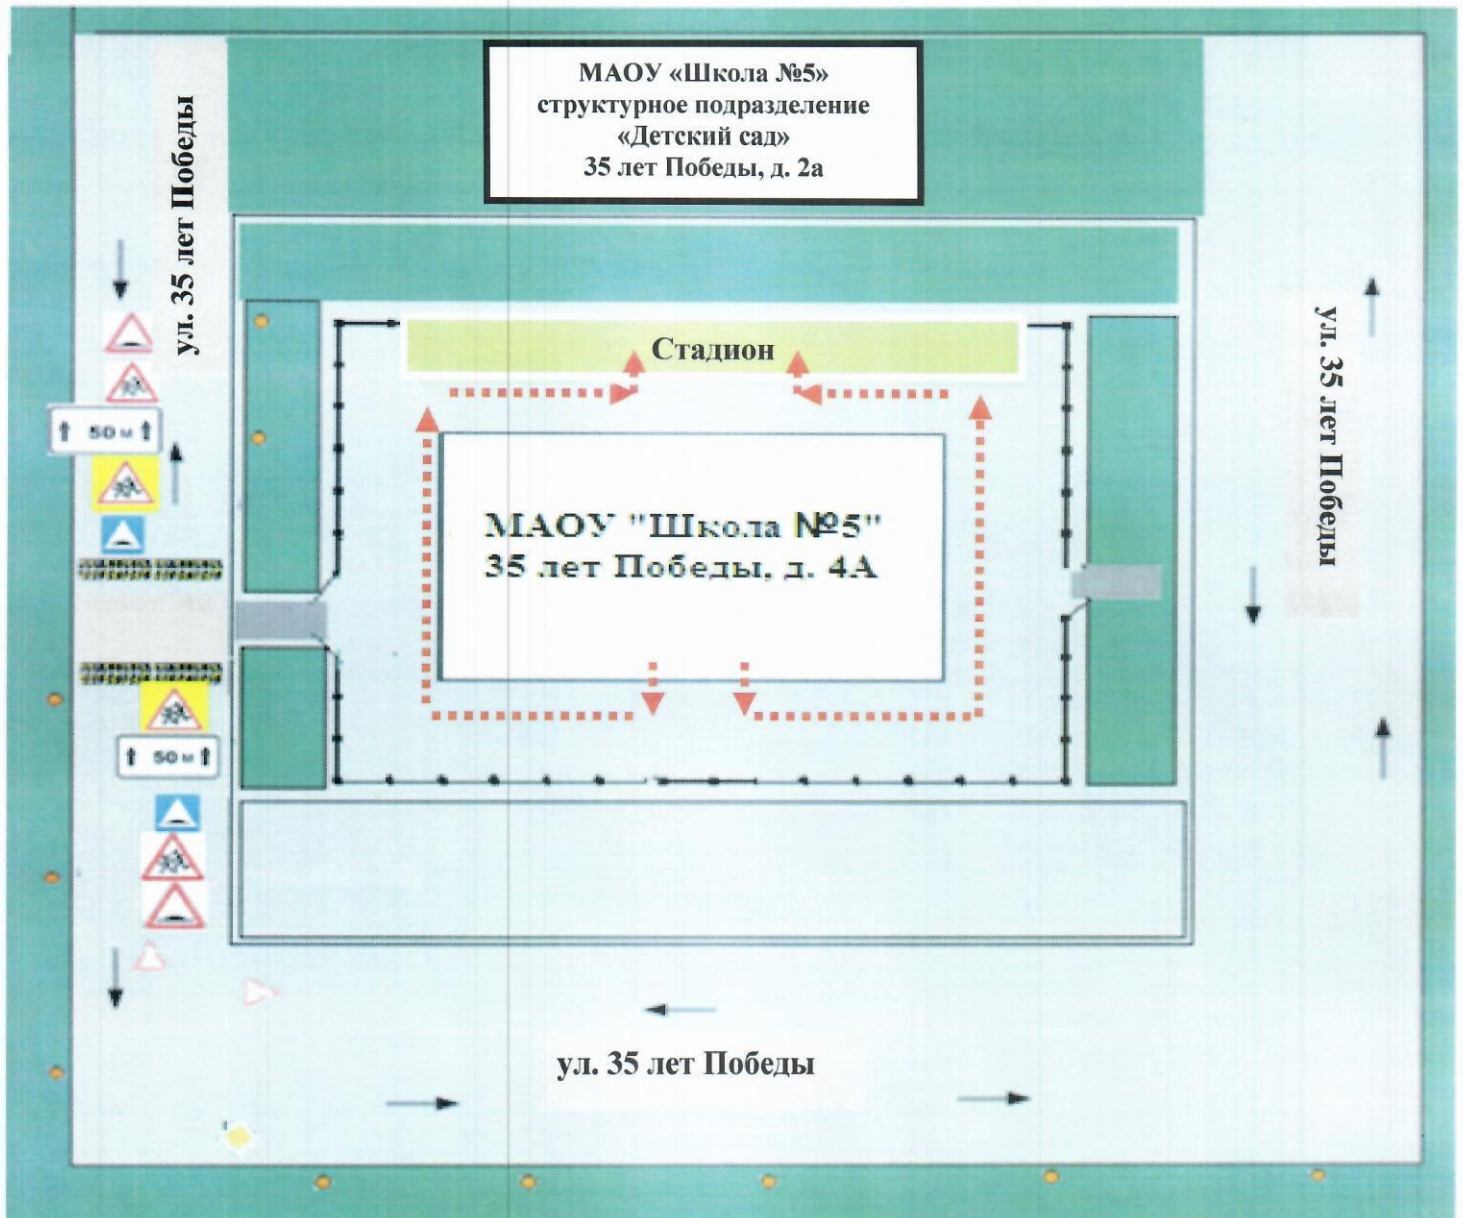 МАОУ «Школа №5»
структурное подразделение
«Детский сад»
35 лет Победы, д. 2а
ул. 35 лет Победы
Стадион
ул. 35 лет Победы
50 м
МАОУ "Школа №5"
35 лет Победы, д. 4А
50 м
ул. 35 лет Победы